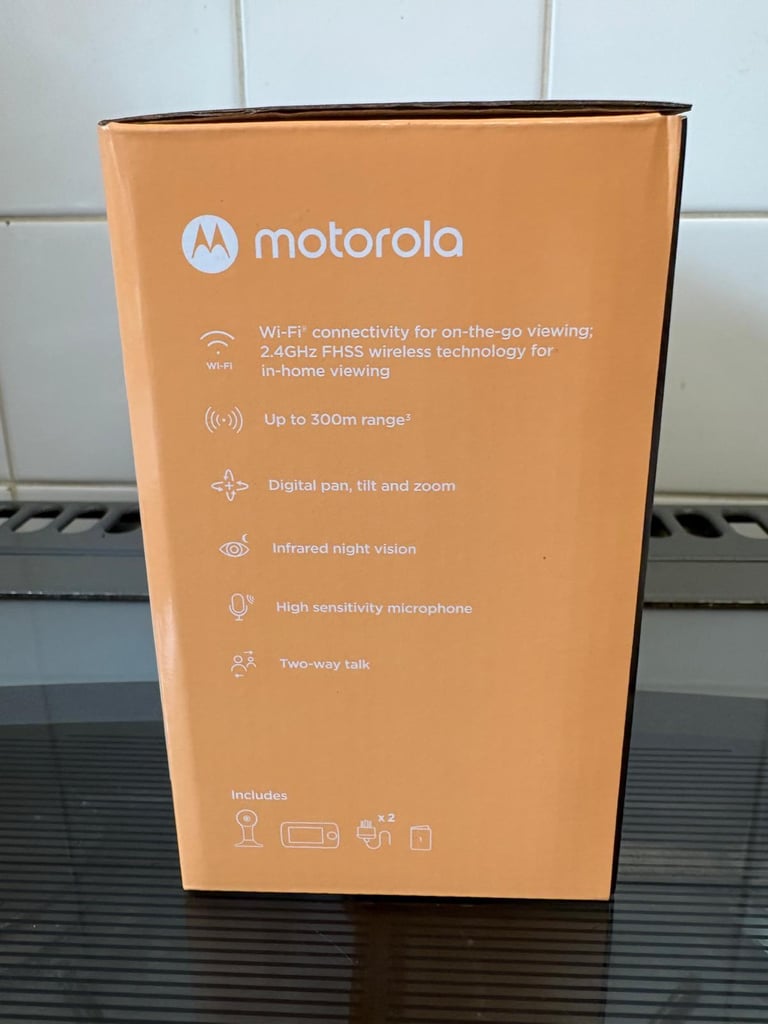 motorola
Wi-Fi® connectivity for on-the-go viewing;
2.4GHz FHSS wireless technology for
in-home viewing
Wi-Fi
Up to 300m range³
Digital pan, tilt and zoom
Infrared night vision
High sensitivity microphone
Two-way talk
Includes
x 2
1